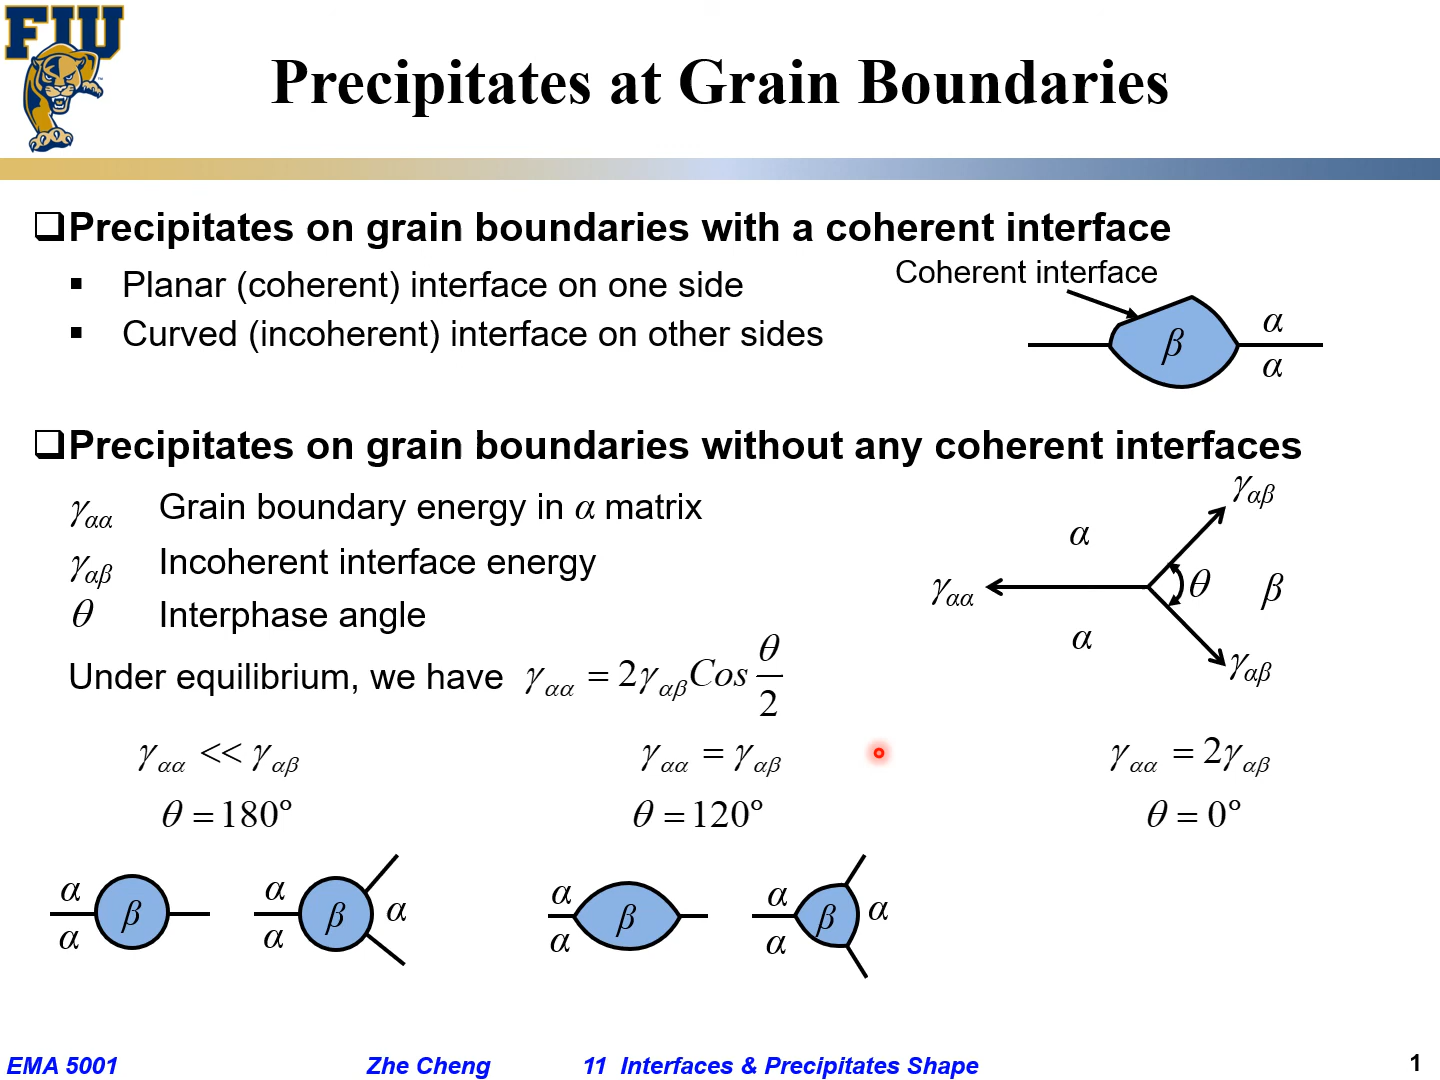 FIU
Precipitates at Grain Boundaries
❑Precipitates on grain boundaries with a coherent interface
▪ Planar (coherent) interface on one side
▪ Curved (incoherent) interface on other sides
Coherent interface
β
α
α
❑Precipitates on grain boundaries without any coherent interfaces
γαα Grain boundary energy in α matrix
γαβ Incoherent interface energy
θ Interphase angle
γαβ
α
γαα
θ
β
α
γαβ
Under equilibrium, we have γαα = 2γαβ Cos θ/2
γαα << γαβ
θ = 180°
γαα = γαβ
θ = 120°
γαα = 2γαβ
θ = 0°
α
β
α
α
β
α
α
α
β
α
α
β
α
α
EMA 5001 Zhe Cheng 11 Interfaces & Precipitates Shape 1